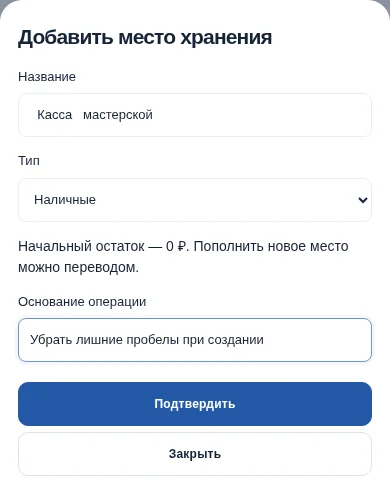 Добавить место хранения
Название
Касса   мастерской
Тип
Наличные
Начальный остаток — 0 ₽. Пополнить новое место
можно переводом.
Основание операции
Убрать лишние пробелы при создании
Подтвердить
Закрыть